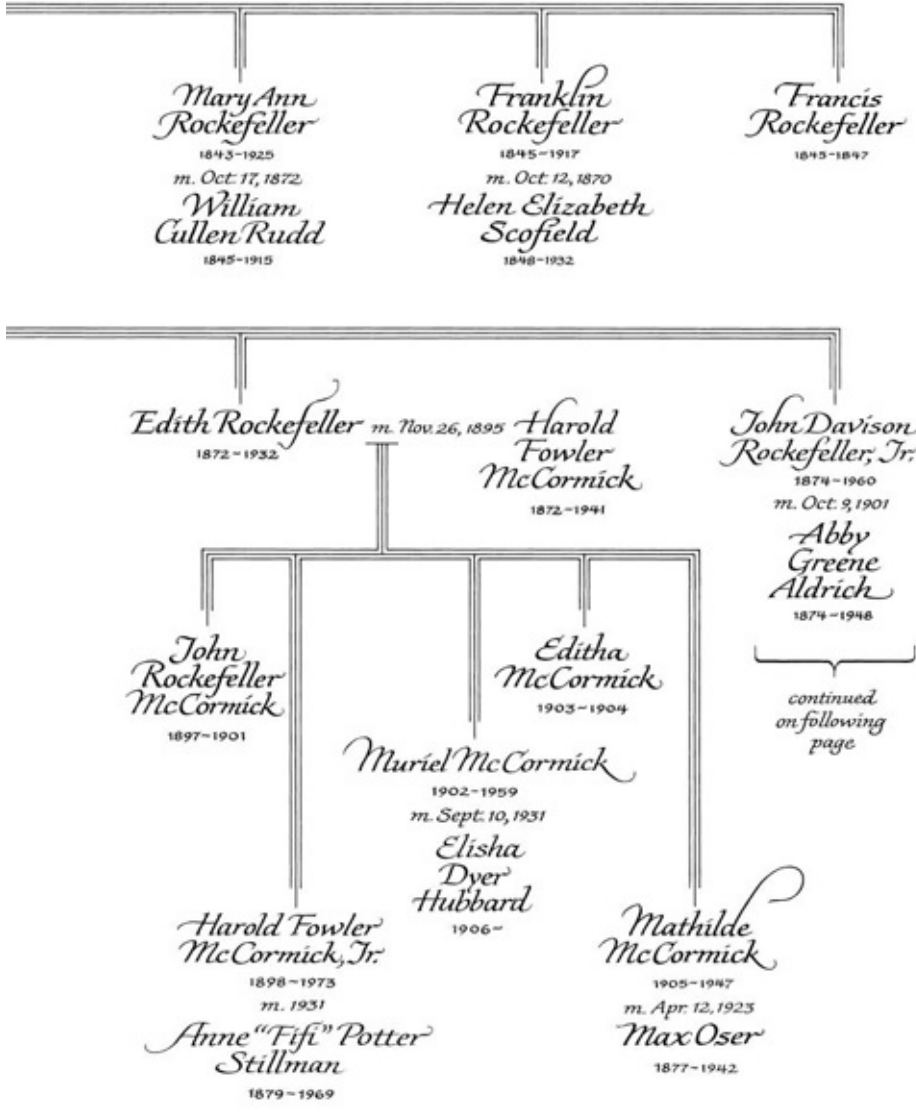 Mary Ann
Rockefeller
1843–1925
m. Oct. 17, 1872
William
Cullen Rudd
1845–1915
Franklin
Rockefeller
1845–1917
m. Oct. 12, 1870
Helen Elizabeth
Scofield
1848–1932
Francis
Rockefeller
1845–1847
Edith Rockefeller
1872–1932
m. Nov. 26, 1895
Harold
Fowler
McCormick
1872–1941
John Davison
Rockefeller, Jr.
1874–1960
m. Oct. 9, 1901
Abby
Greene
Aldrich
1874–1948
continued
on following
page
John
Rockefeller
McCormick
1897–1901
Editha
McCormick
1903–1904
Muriel McCormick
1902–1959
m. Sept. 10, 1931
Elisha
Dyer
Hubbard
1906–
Harold Fowler
McCormick, Jr.
1898–1973
m. 1931
Anne "Fifi" Potter
Stillman
1879–1969
Mathilde
McCormick
1905–1947
m. Apr. 12, 1923
Max Oser
1877–1942